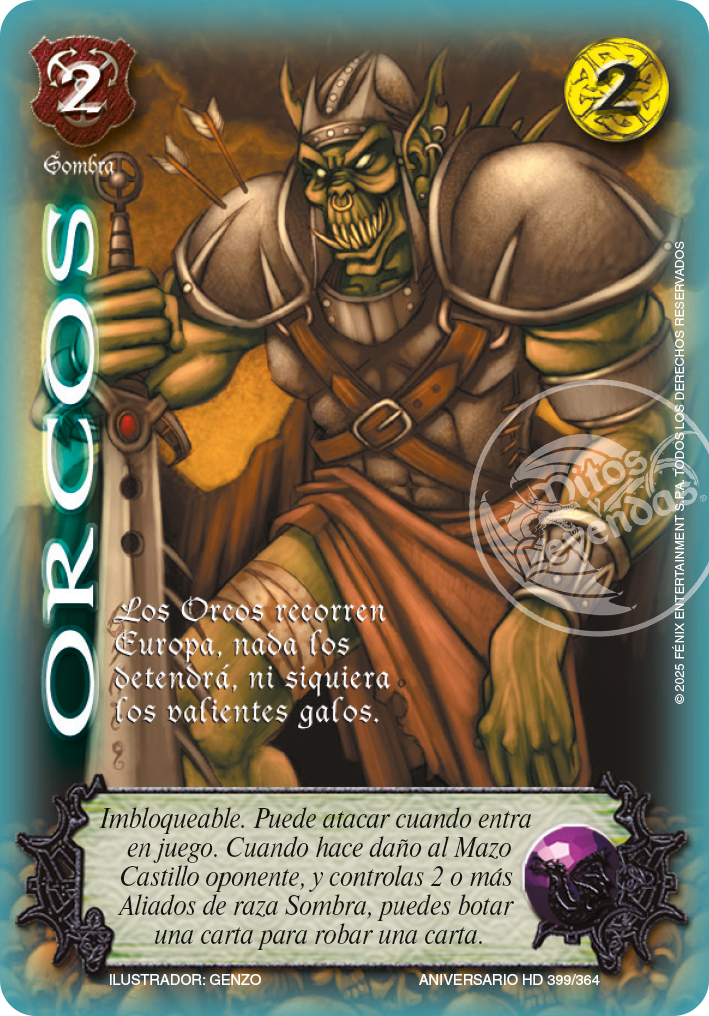 2
2
Sombra
ORCOS
Mitos
y
Leyendas®
© 2025 FÉNIX ENTERTAINMENT S.P.A. TODOS LOS DERECHOS RESERVADOS
Los Orcos recorren
Europa, nada los
detendrá, ni siquiera
los valientes galos.
Imbloqueable. Puede atacar cuando entra
en juego. Cuando hace daño al Mazo
Castillo oponente, y controlas 2 o más
Aliados de raza Sombra, puedes botar
una carta para robar una carta.
ILUSTRADOR: GENZO
ANIVERSARIO HD 399/364